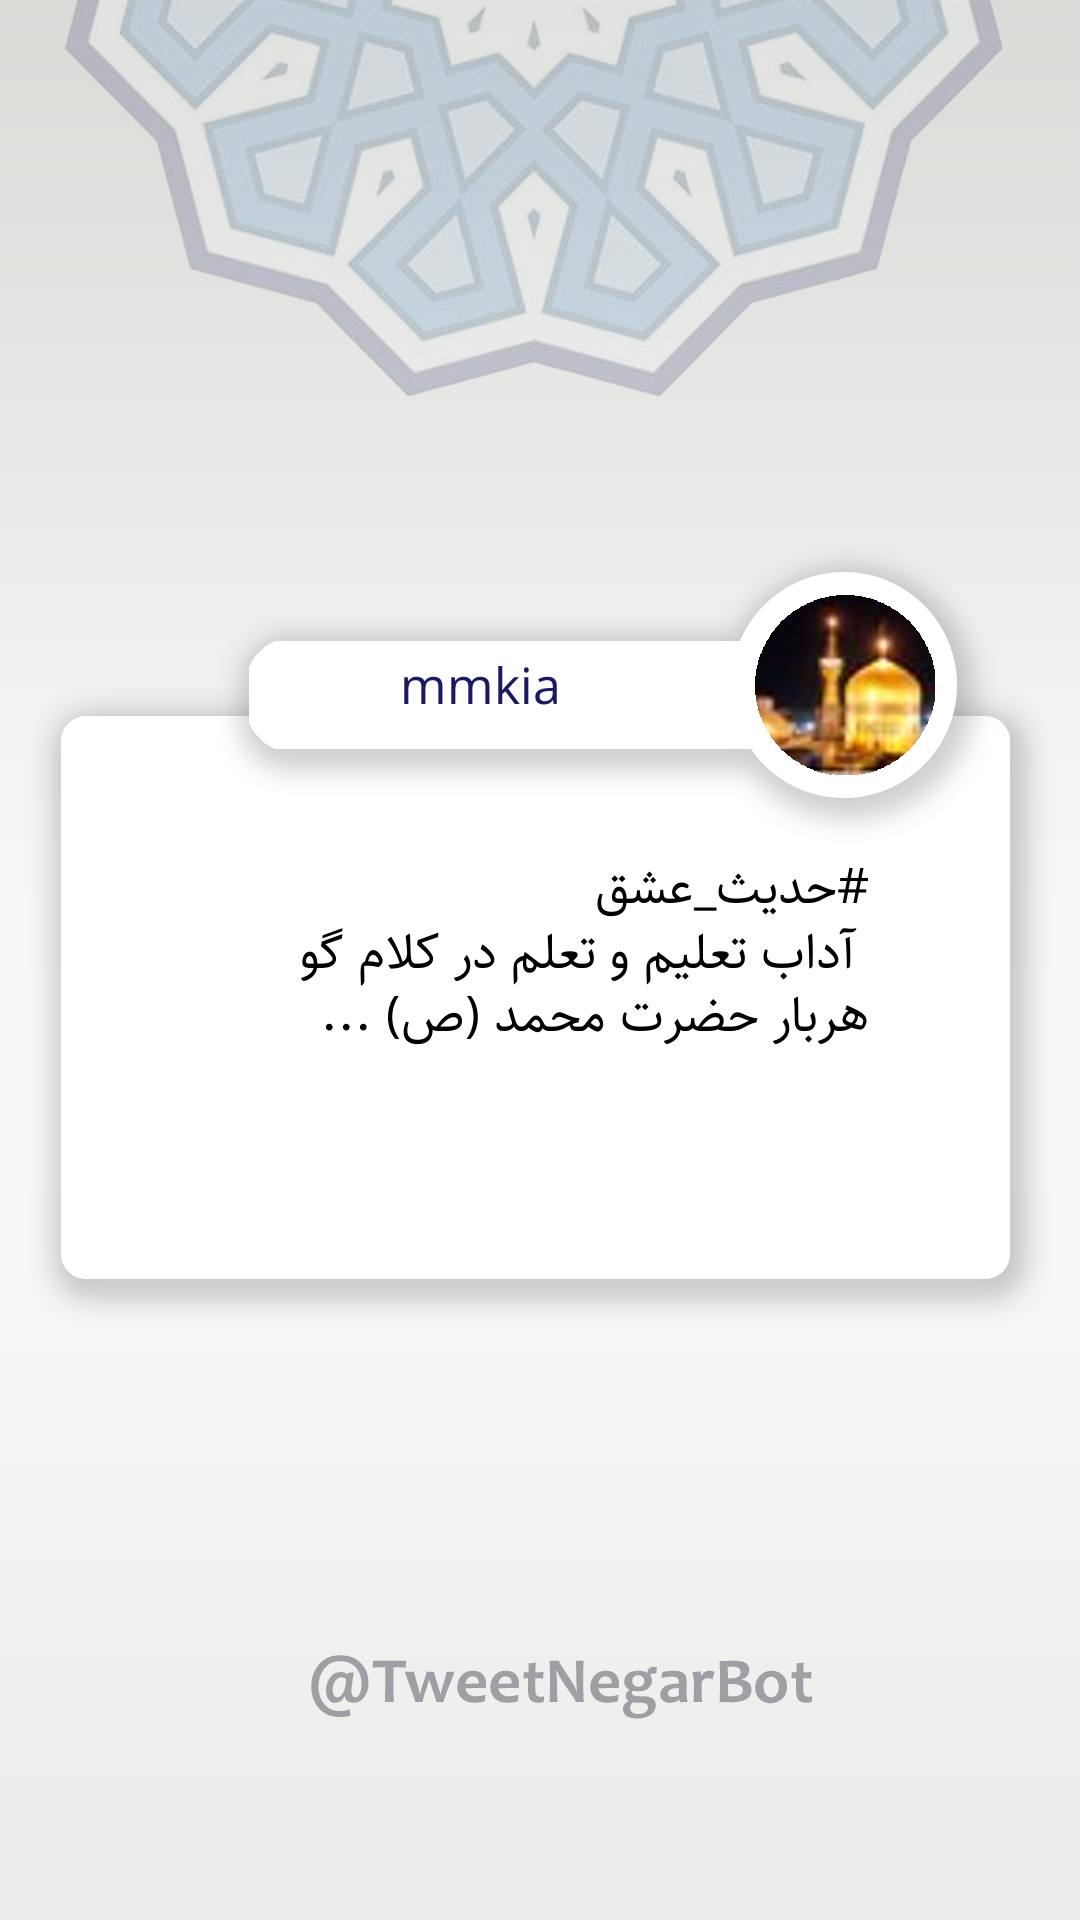 mmkia
#حدیث_عشق
آداب تعلیم و تعلم در کلام گو
هربار حضرت محمد (ص) ...
@TweetNegarBot